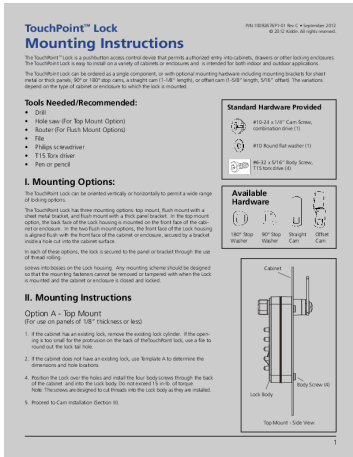 TouchPoint™ Lock
Mounting Instructions
P/N 10092876P1-01 Rev C • September 2012
© 2012 Kidde. All rights reserved.
The TouchPoint™ Lock is a pushbutton access control device that permits authorized entry into cabinets, drawers or other locking enclosures.
The TouchPoint Lock is easy to install on a variety of cabinets or enclosures and is intended for both indoor and outdoor applications.
The TouchPoint Lock can be ordered as a single component, or with optional mounting hardware including mounting brackets for sheet
metal or thick panels, 90° or 180° stop cams, a straight cam (1-1/8" length), or offset cam (1-5/8" length, 5/16" offset). The variations
depend on the type of cabinet or enclosure to which the lock is mounted.
Tools Needed/Recommended:
• Drill
• Hole saw (For Top Mount Option)
• Router (For Flush Mount Options)
• File
• Philips screwdriver
• T15 Torx driver
• Pen or pencil
Standard Hardware Provided
#10-24 x 1/4" Cam Screw,
combination drive (1)
#10 Round flat washer (1)
#6-32 x 5/16" Body Screw,
T15 torx drive (4)
I. Mounting Options:
The TouchPoint Lock can be oriented vertically or horizontally to permit a wide range
of locking options.
The TouchPoint Lock has three mounting options: top mount, flush mount with a
sheet metal bracket, and flush mount with a thick panel bracket. In the top mount
option, the back face of the lock housing is mounted on the front face of the cabi-
net or enclosure. In the two flush mount options, the front face of the Lock housing
is aligned flush with the front face of the cabinet or enclosure, secured by a bracket
inside a hole cut into the cabinet surface.
In each of these options, the lock is secured to the panel or bracket through the use
of thread rolling
screws into bosses on the Lock housing. Any mounting scheme should be designed
so that the mounting fasteners cannot be removed or tampered with when the Lock
is mounted and the cabinet or enclosure is closed and locked.
Available
Hardware
180° Stop
Washer
90° Stop
Washer
Straight
Cam
Offset
Cam
II. Mounting Instructions
Option A - Top Mount
(For use on panels of 1/8" thickness or less)
1. If the cabinet has an existing lock, remove the existing lock cylinder. If the open-
ing is too small for the protrusion on the back of theTouchPoint lock, use a file to
round out the lock tail hole.
2. If the cabinet does not have an existing lock, use Template A to determine the
dimensions and hole locations.
4. Position the Lock over the holes and install the four body screws through the back
of the cabinet and into the Lock body. Do not exceed 15 in-lb. of torque.
Note: The screws are designed to cut threads into the Lock body as they are installed.
5. Proceed to Cam Installation (Section III).
Cabinet
Body Screw (4)
Lock Body
Top Mount - Side View
1